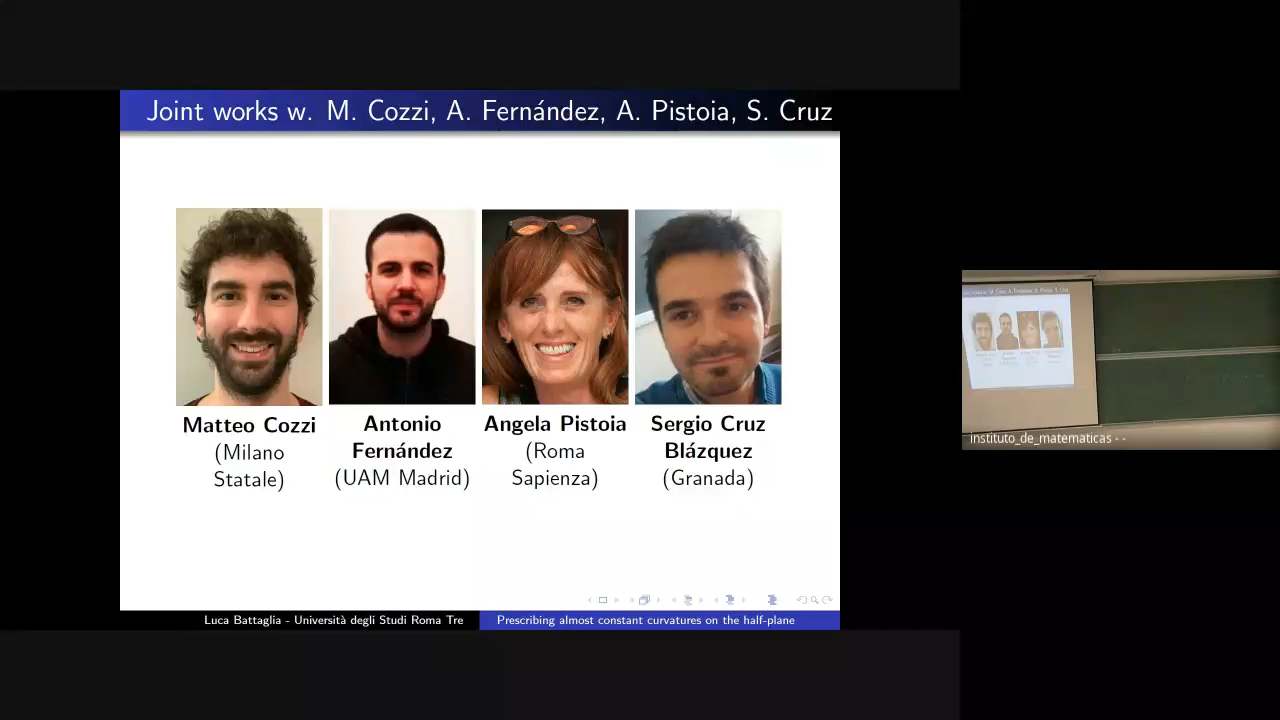 Joint works w. M. Cozzi, A. Fernández, A. Pistoia, S. Cruz
Matteo Cozzi
(Milano
Statale)
Antonio
Fernández
(UAM Madrid)
Angela Pistoia
(Roma
Sapienza)
Sergio Cruz
Blázquez
(Granada)
Luca Battaglia - Università degli Studi Roma Tre
Prescribing almost constant curvatures on the half-plane
instituto_de_matematicas - -